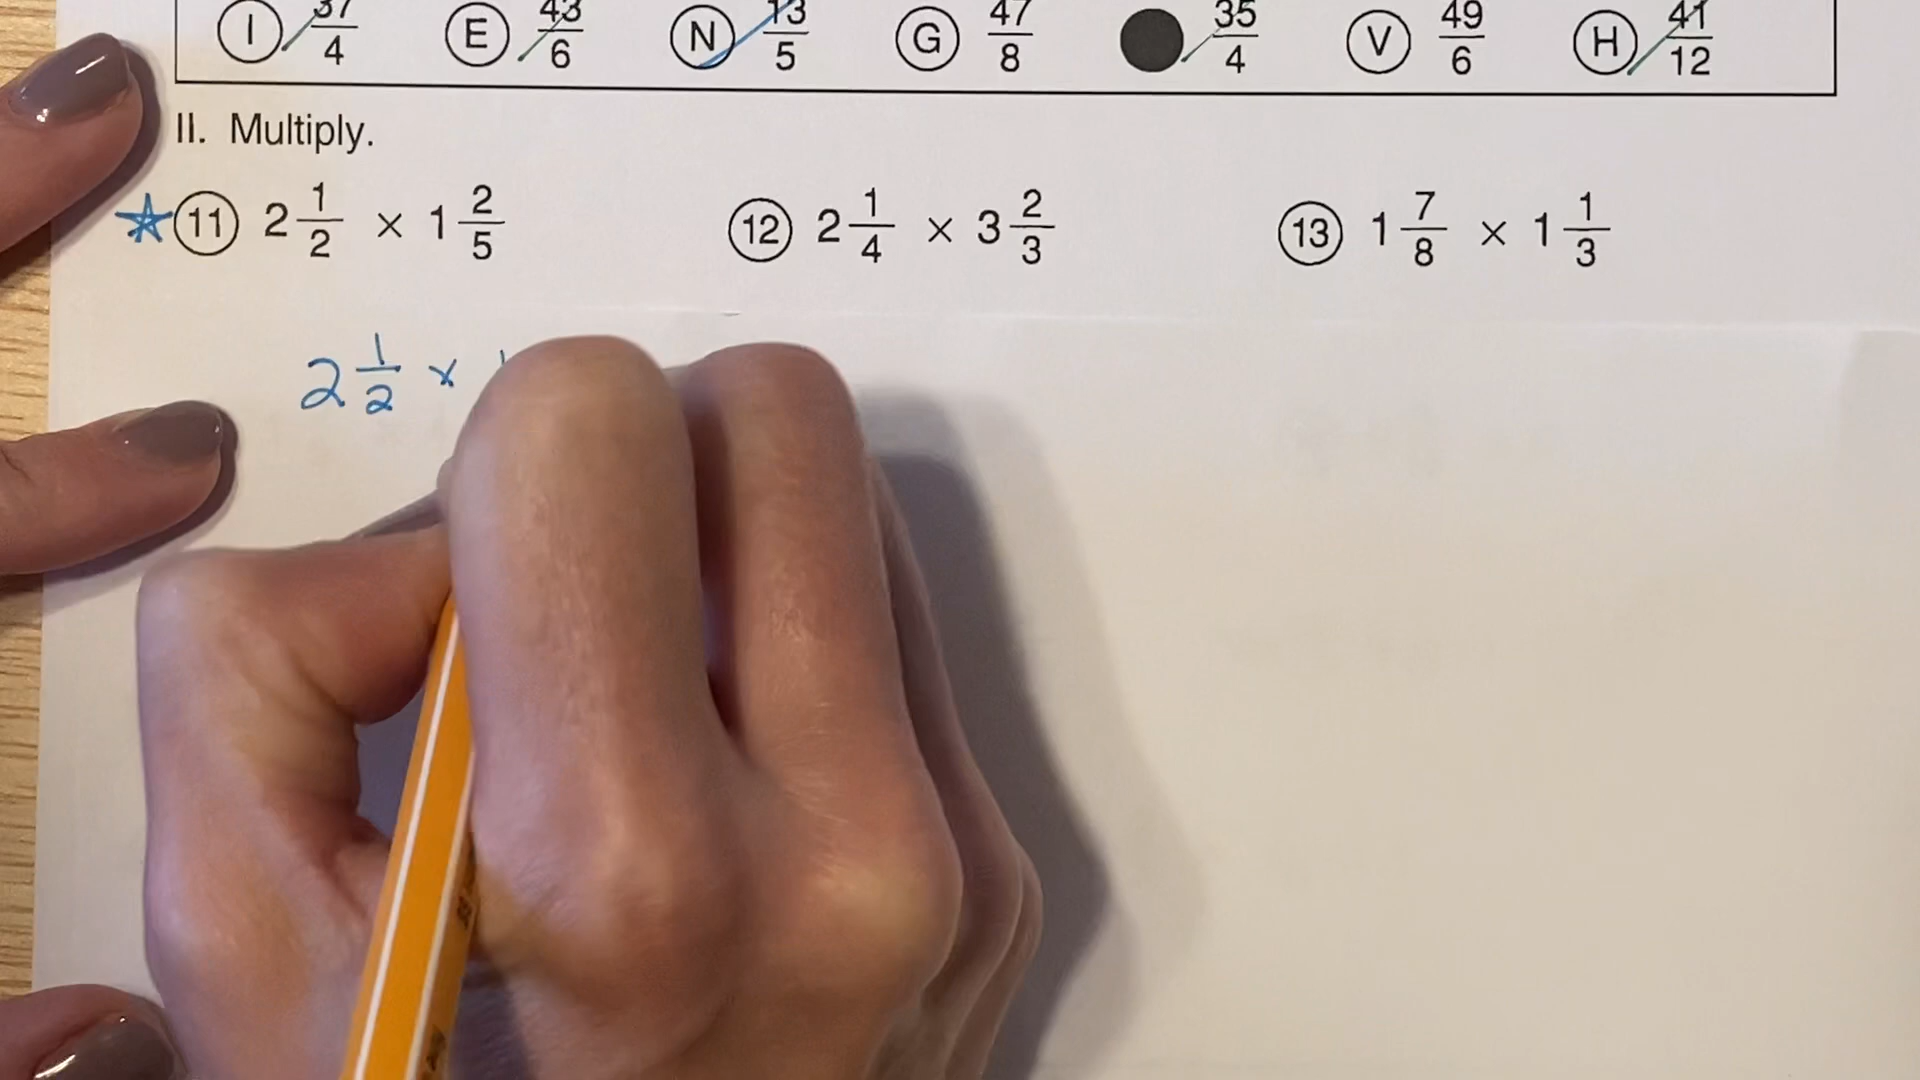 I 37/4 E 43/6 N 13/5 G 47/8 35/4 V 49/6 H 41/12
II. Multiply.
11 2 1/2 × 1 2/5 12 2 1/4 × 3 2/3 13 1 7/8 × 1 1/3
2 1/2 ×